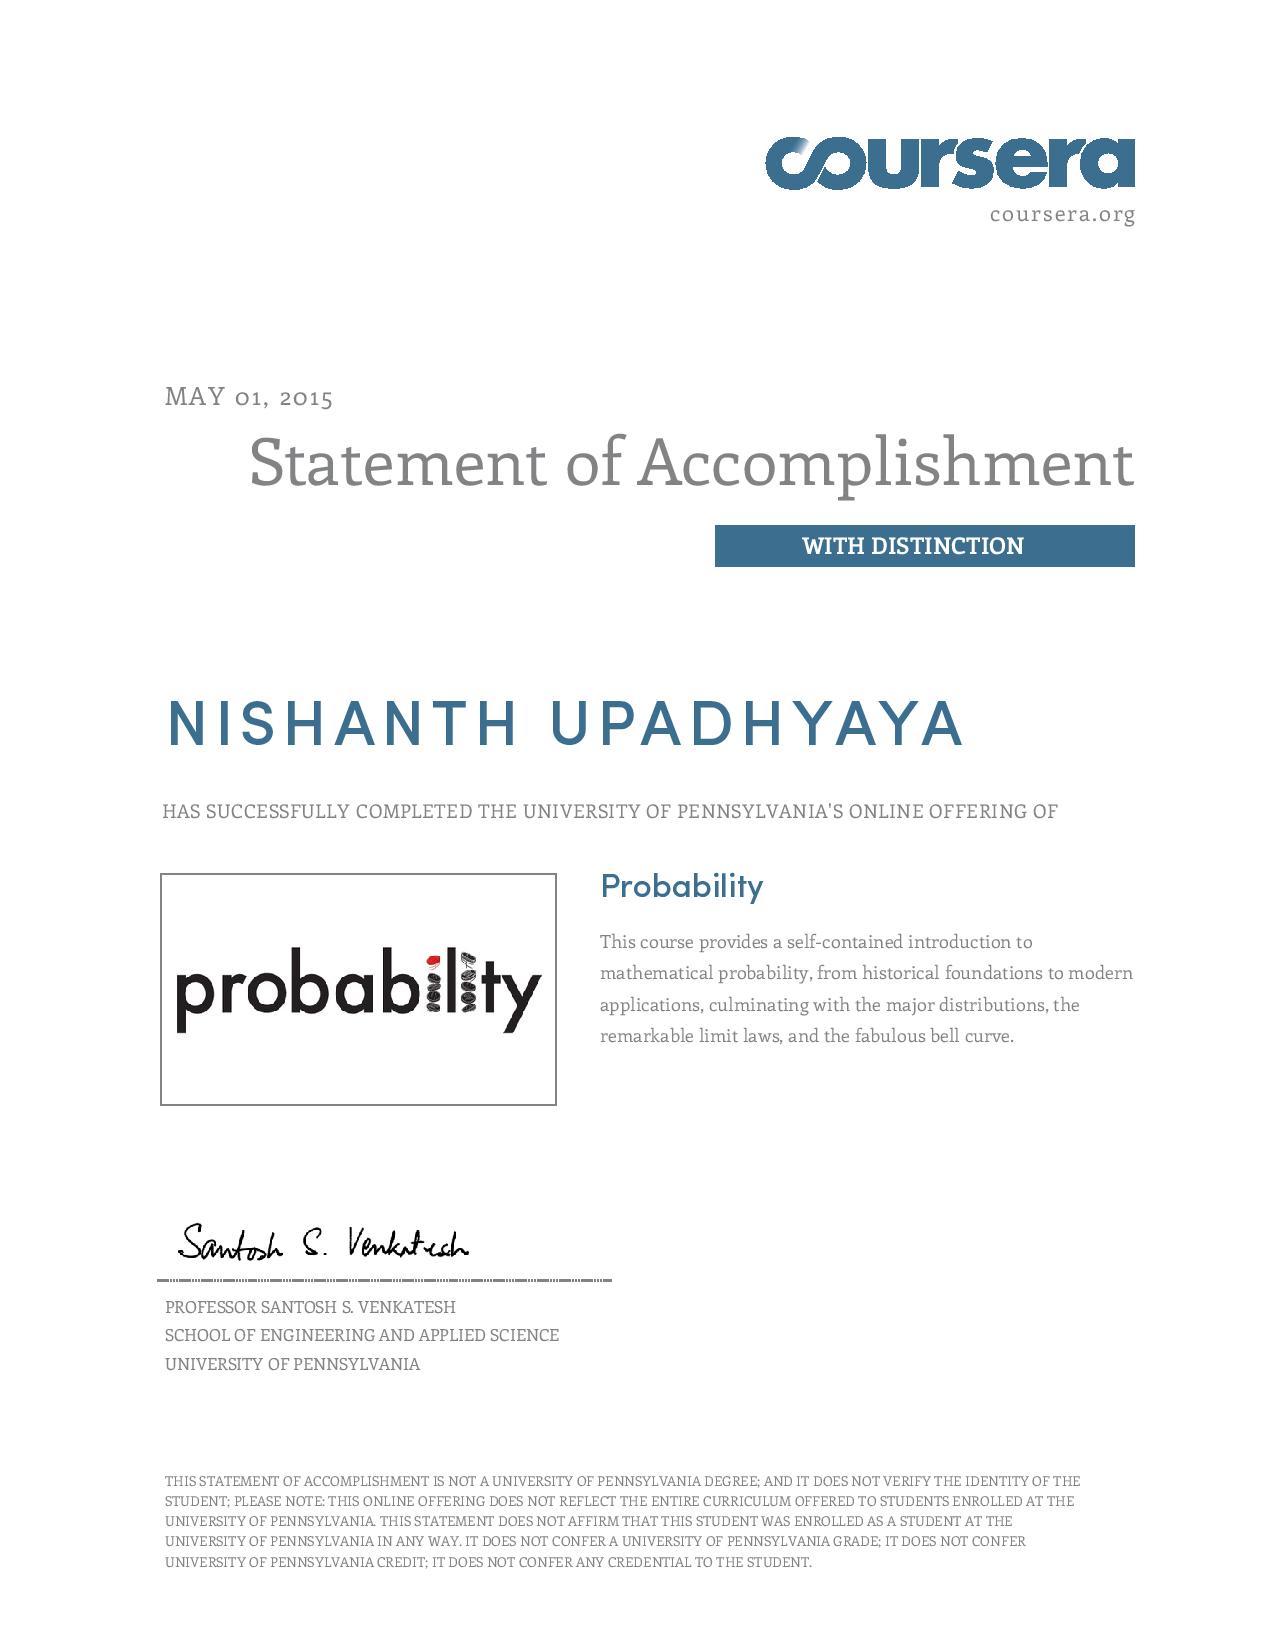 coursera
coursera.org
MAY 01, 2015
Statement of Accomplishment
WITH DISTINCTION
NISHANTH UPADHYAYA
HAS SUCCESSFULLY COMPLETED THE UNIVERSITY OF PENNSYLVANIA'S ONLINE OFFERING OF
probability
Probability
This course provides a self-contained introduction to
mathematical probability, from historical foundations to modern
applications, culminating with the major distributions, the
remarkable limit laws, and the fabulous bell curve.
Santosh S. Venkatesh
PROFESSOR SANTOSH S. VENKATESH
SCHOOL OF ENGINEERING AND APPLIED SCIENCE
UNIVERSITY OF PENNSYLVANIA
THIS STATEMENT OF ACCOMPLISHMENT IS NOT A UNIVERSITY OF PENNSYLVANIA DEGREE; AND IT DOES NOT VERIFY THE IDENTITY OF THE
STUDENT; PLEASE NOTE: THIS ONLINE OFFERING DOES NOT REFLECT THE ENTIRE CURRICULUM OFFERED TO STUDENTS ENROLLED AT THE
UNIVERSITY OF PENNSYLVANIA. THIS STATEMENT DOES NOT AFFIRM THAT THIS STUDENT WAS ENROLLED AS A STUDENT AT THE
UNIVERSITY OF PENNSYLVANIA IN ANY WAY. IT DOES NOT CONFER A UNIVERSITY OF PENNSYLVANIA GRADE; IT DOES NOT CONFER
UNIVERSITY OF PENNSYLVANIA CREDIT; IT DOES NOT CONFER ANY CREDENTIAL TO THE STUDENT.